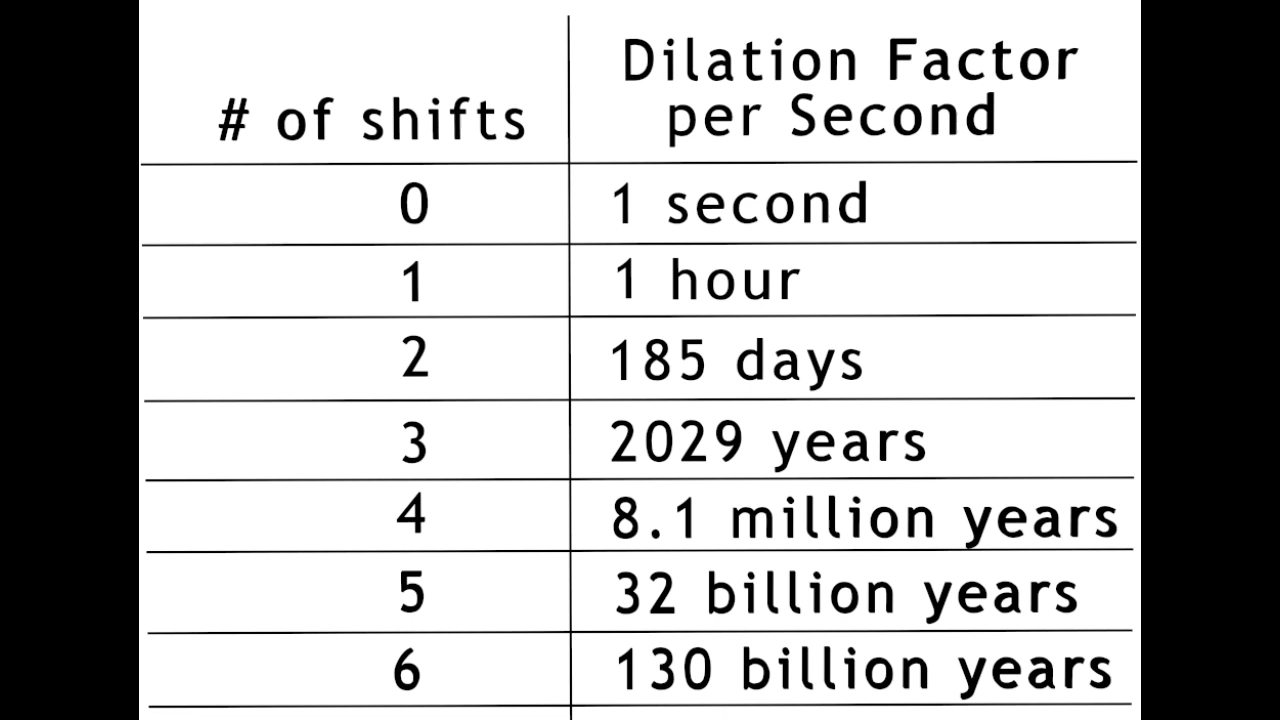 # of shifts
Dilation Factor
per Second
0 1 second
1 1 hour
2 185 days
3 2029 years
4 8.1 million years
5 32 billion years
6 130 billion years